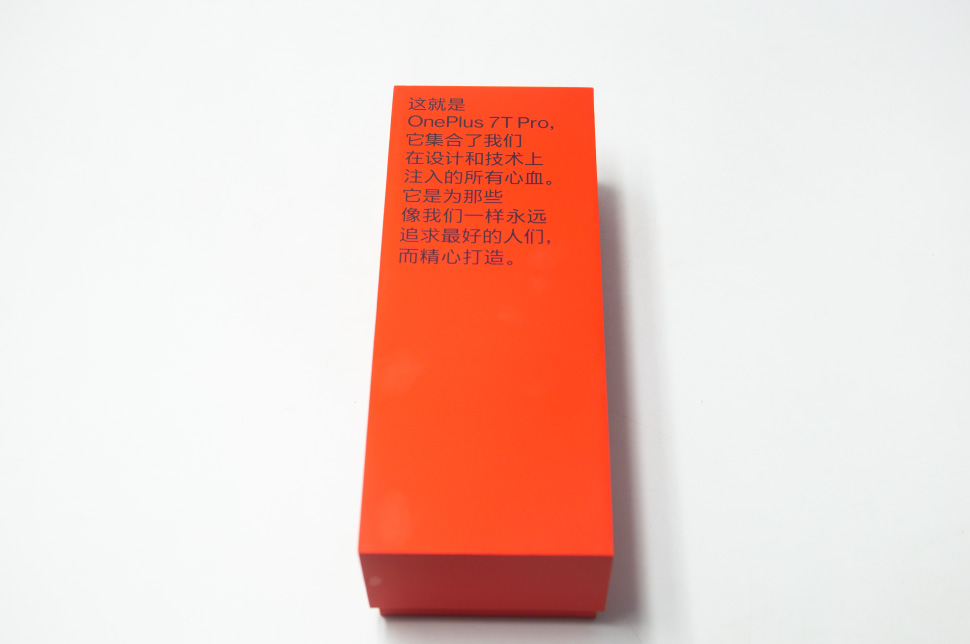 这就是
OnePlus 7T Pro,
它集合了我们
在设计和技术上
注入的所有心血。
它是为那些
像我们一样永远
追求最好的人们,
而精心打造。